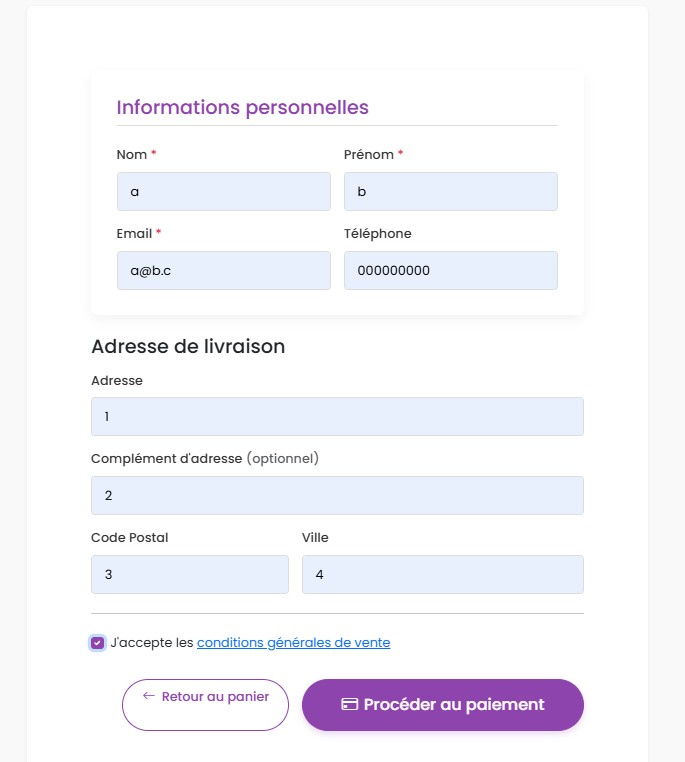 Informations personnelles
Nom * Prénom *
a b
Email * Téléphone
a@b.c 000000000
Adresse de livraison
Adresse
1
Complément d'adresse (optionnel)
2
Code Postal Ville
3 4
J'accepte les conditions générales de vente
← Retour au panier Procéder au paiement